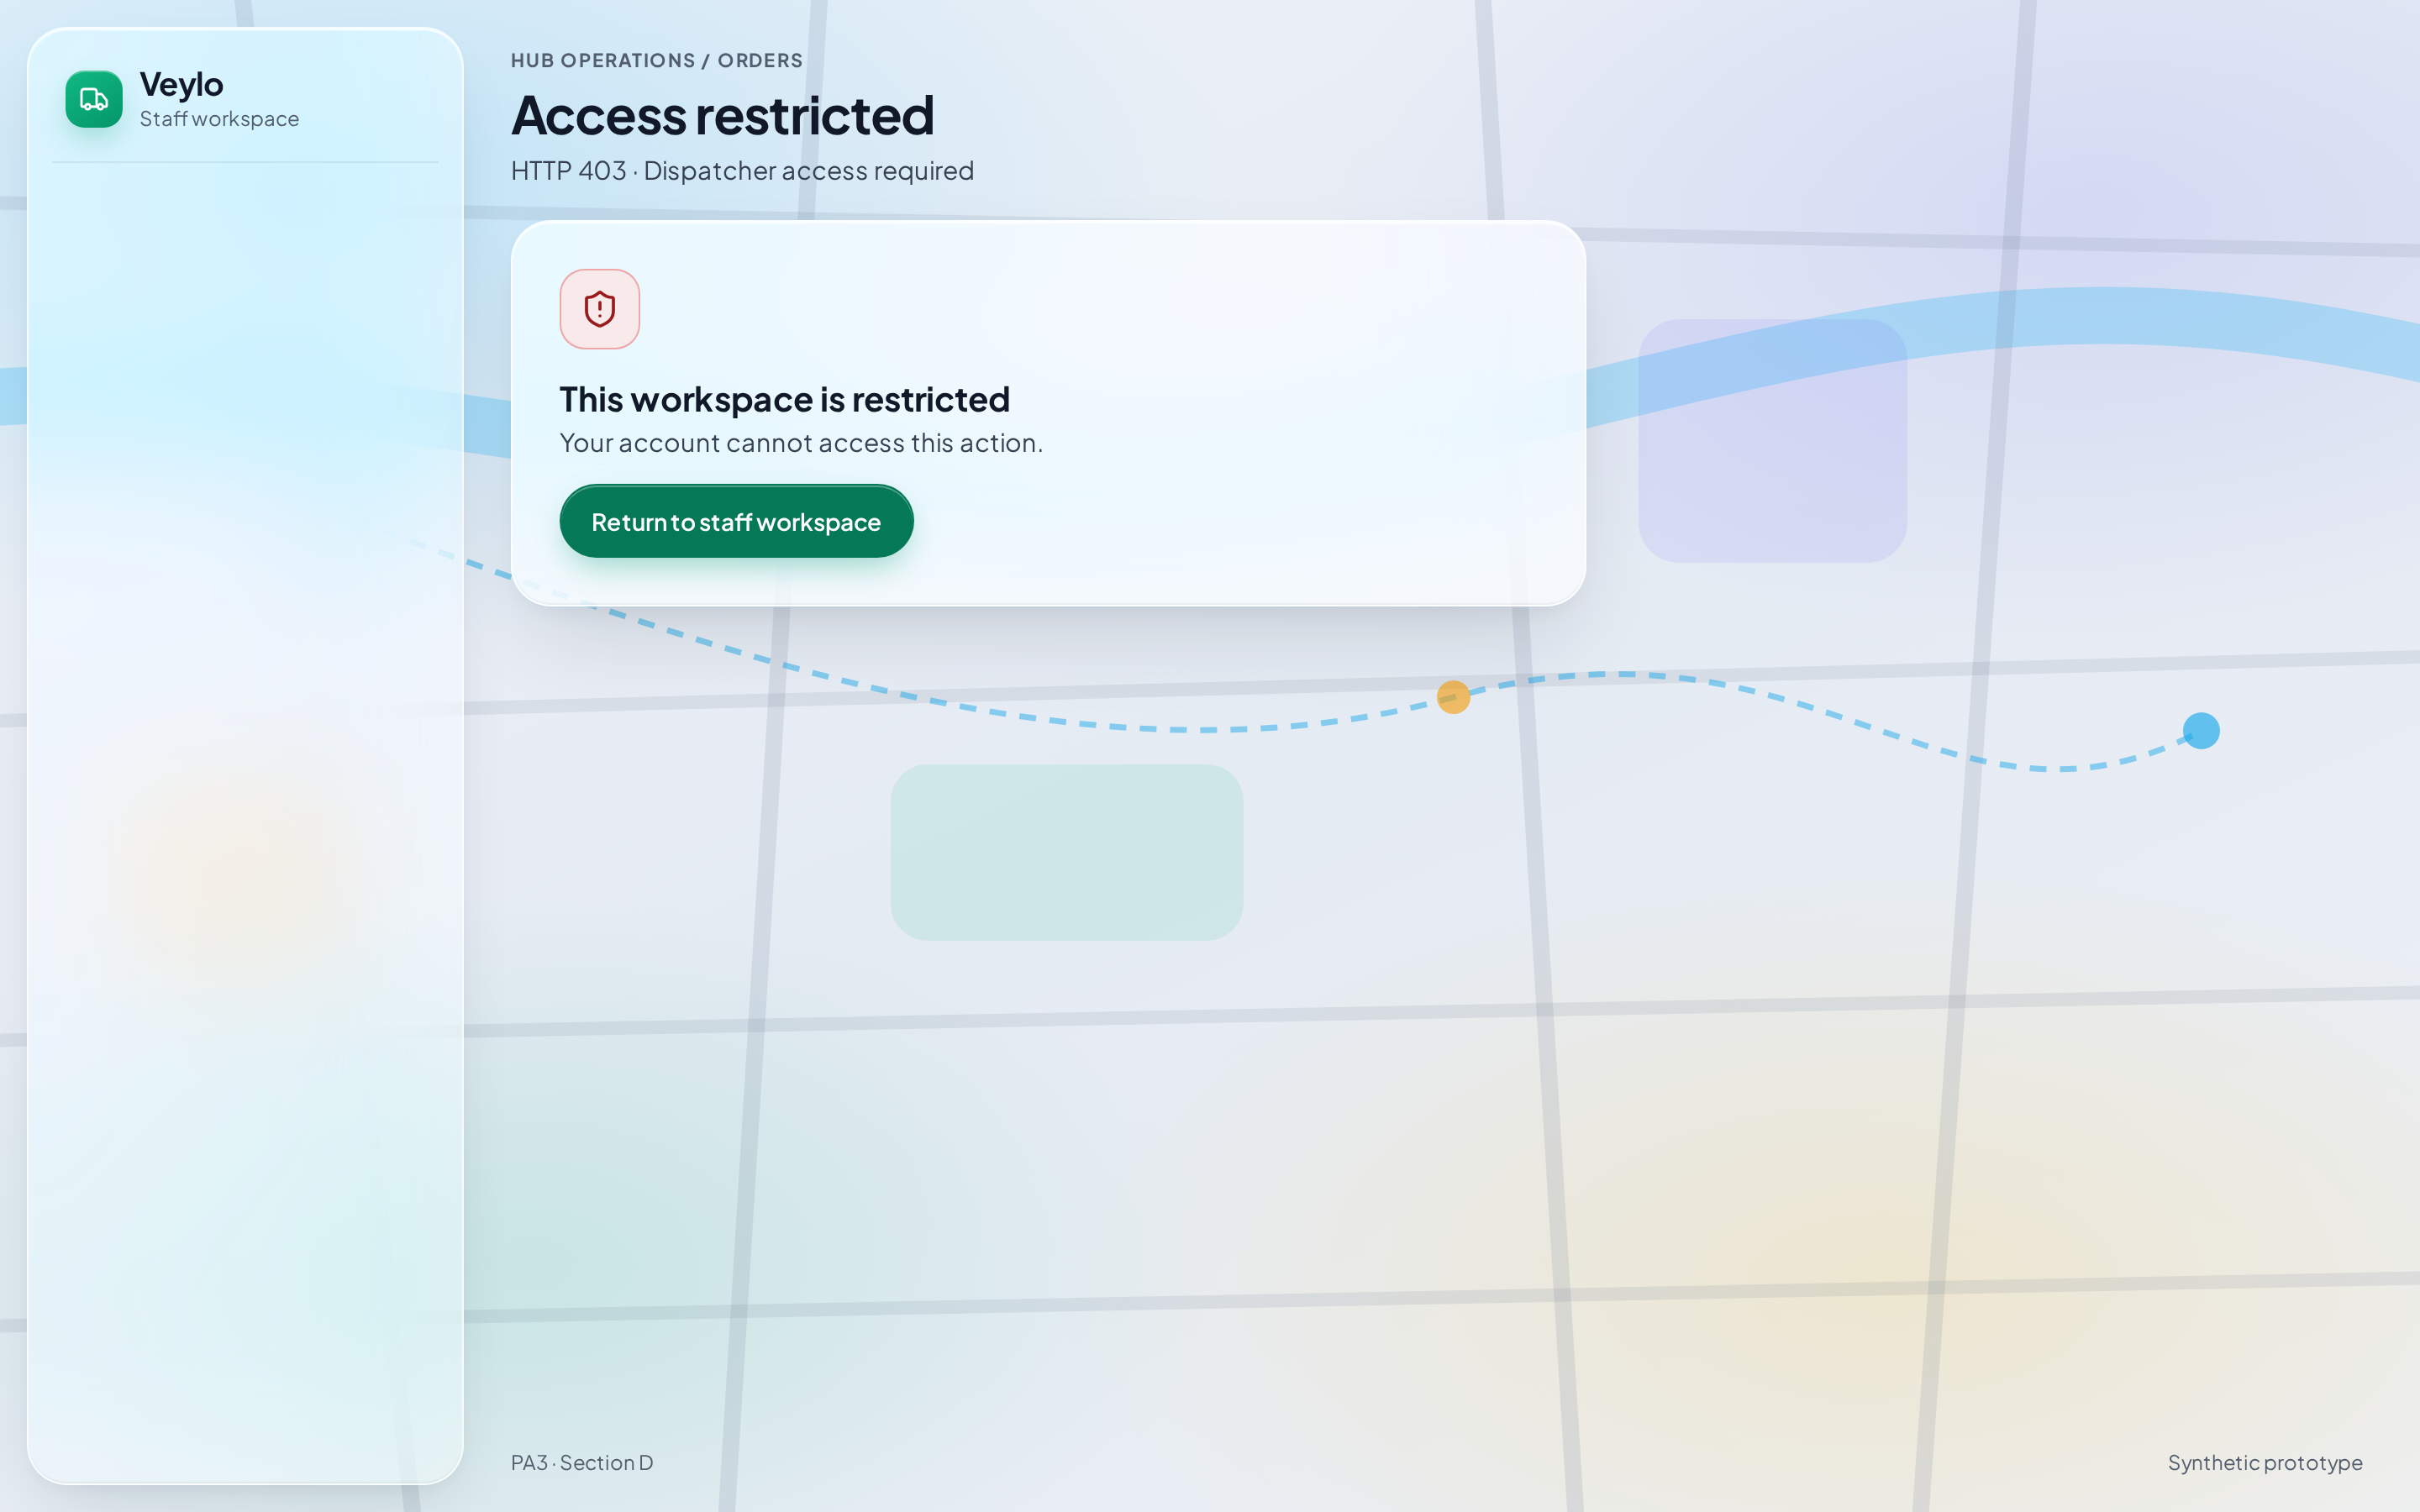 Veylo
Staff workspace
HUB OPERATIONS / ORDERS
Access restricted
HTTP 403 · Dispatcher access required
This workspace is restricted
Your account cannot access this action.
Return to staff workspace
PA3 · Section D
Synthetic prototype